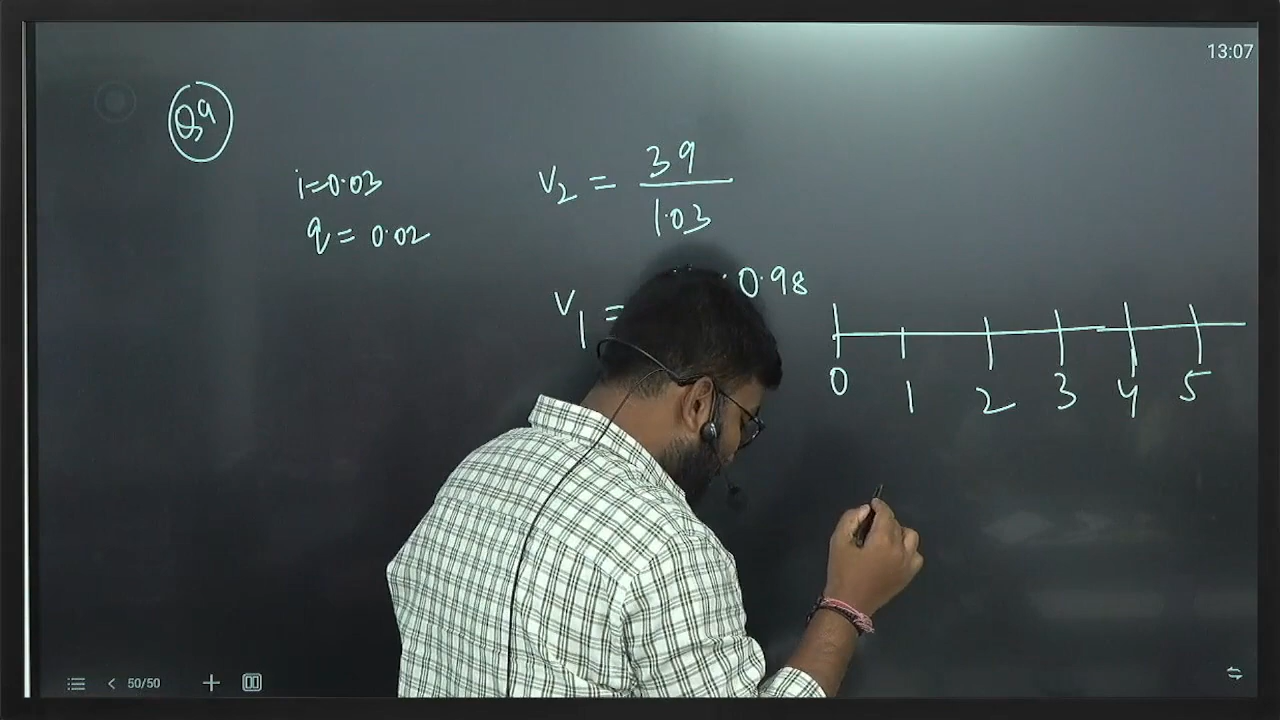 13:07
Q9
i=0.03
q = 0.02
V2 = 39
1.03
V1 =
0.98
0 1 2 3 4 5
50/50